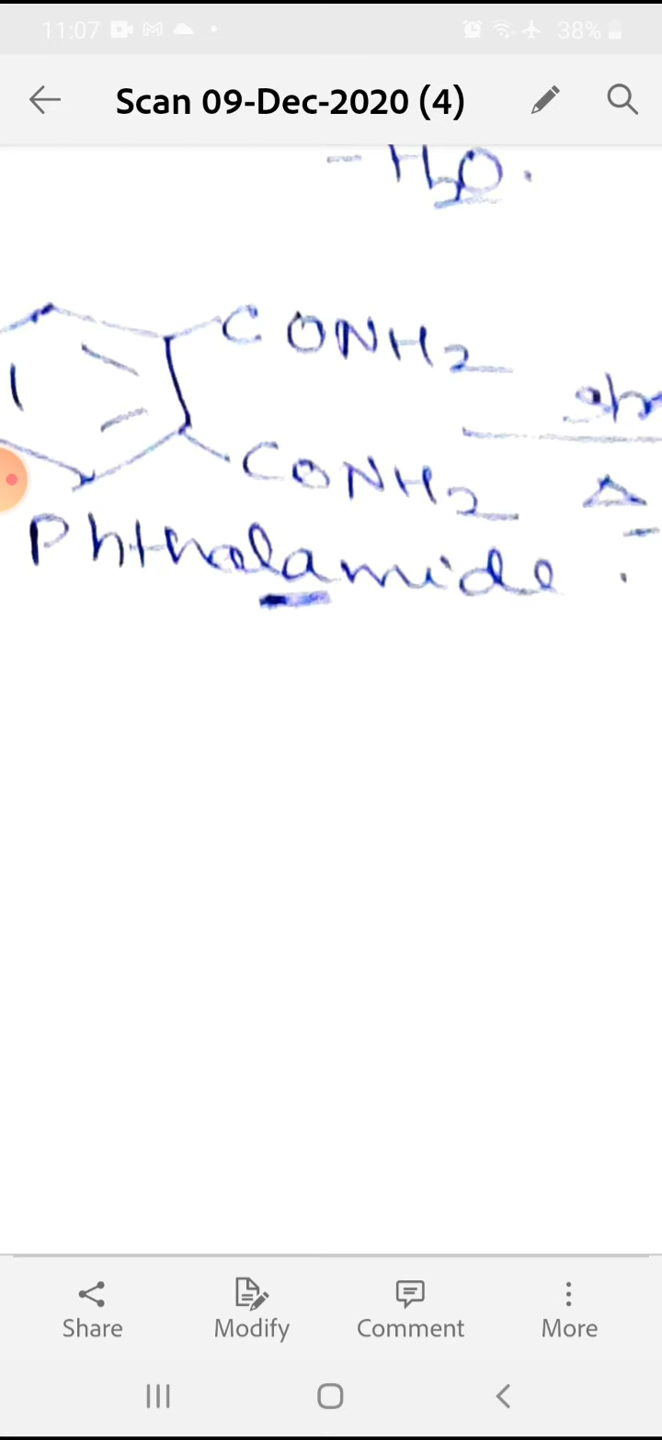 11:07 38%
Scan 09-Dec-2020 (4)
- H2O.
CONH2
CONH2 Δ
Phthalamide.
Share Modify Comment More